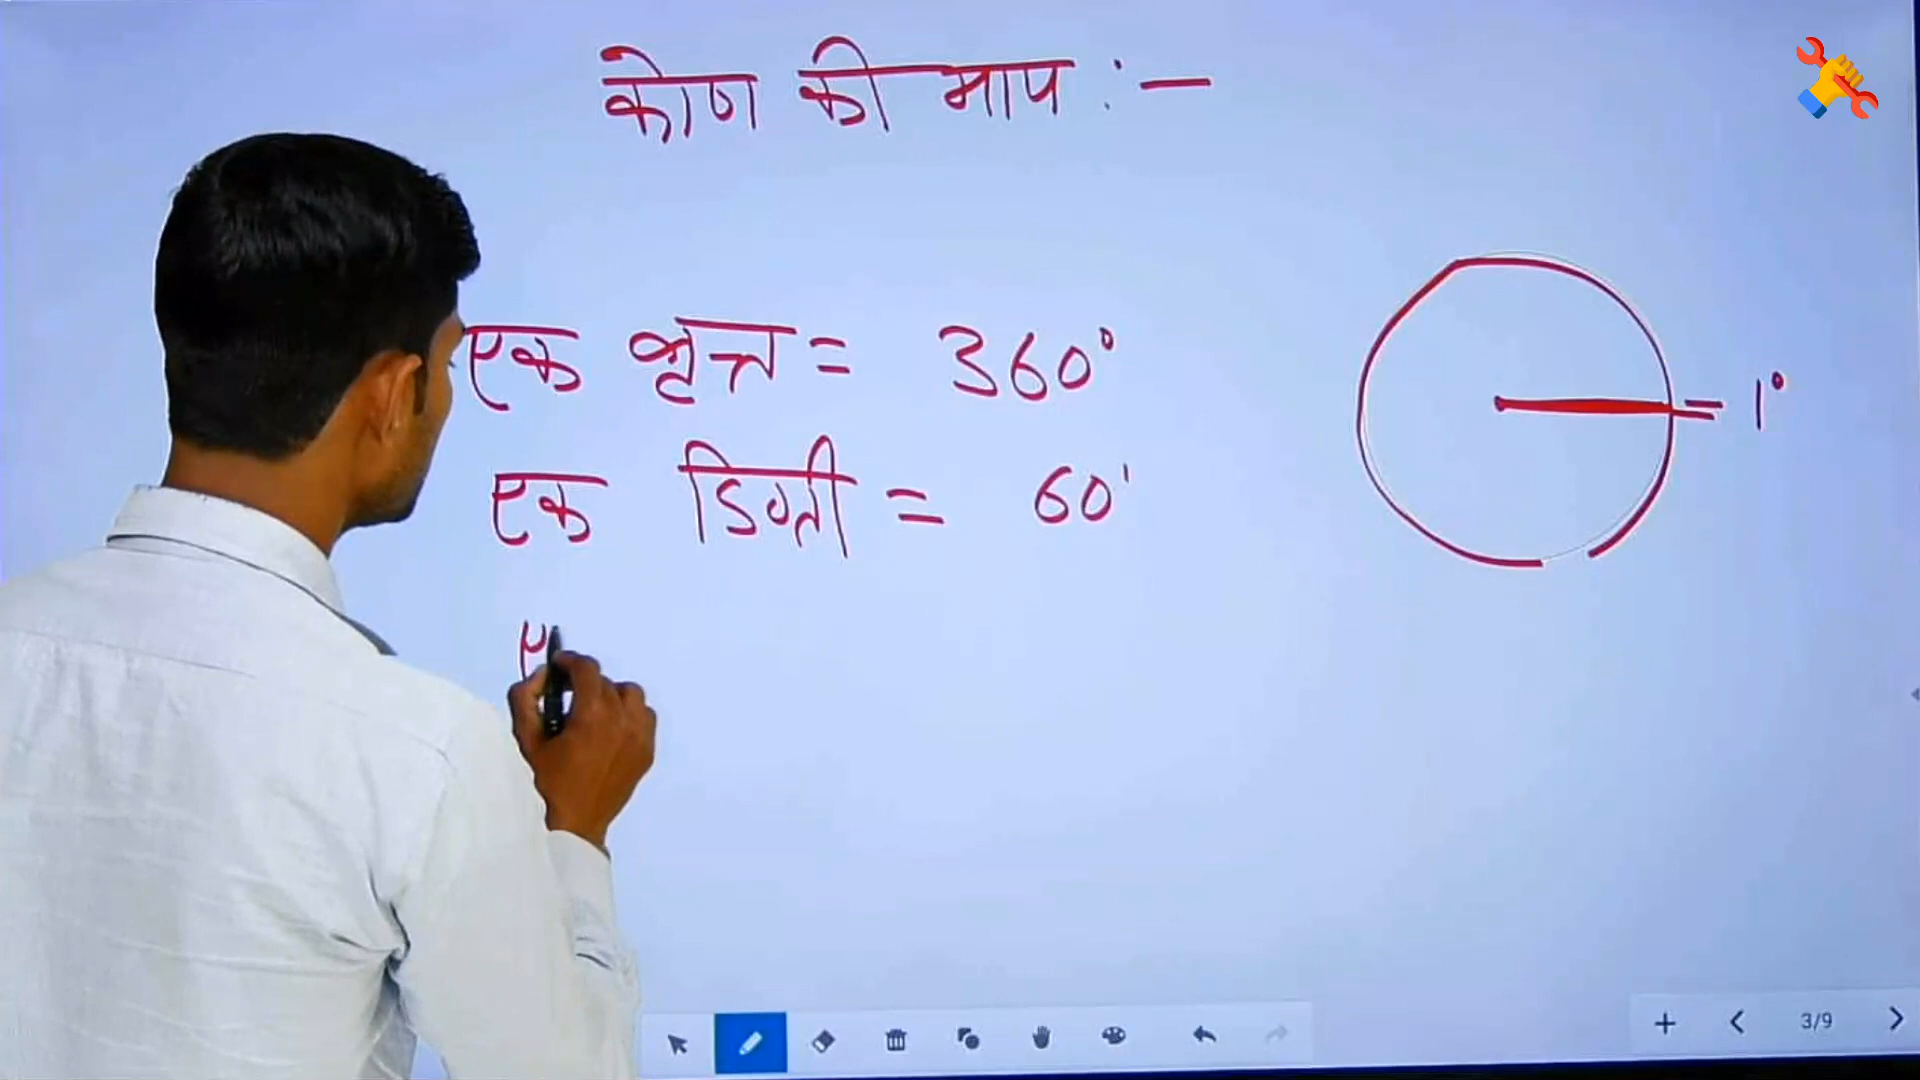 कोण की माप :-
एक वृत्त = 360°
एक डिग्री = 60'
ए
= 1°
3/9